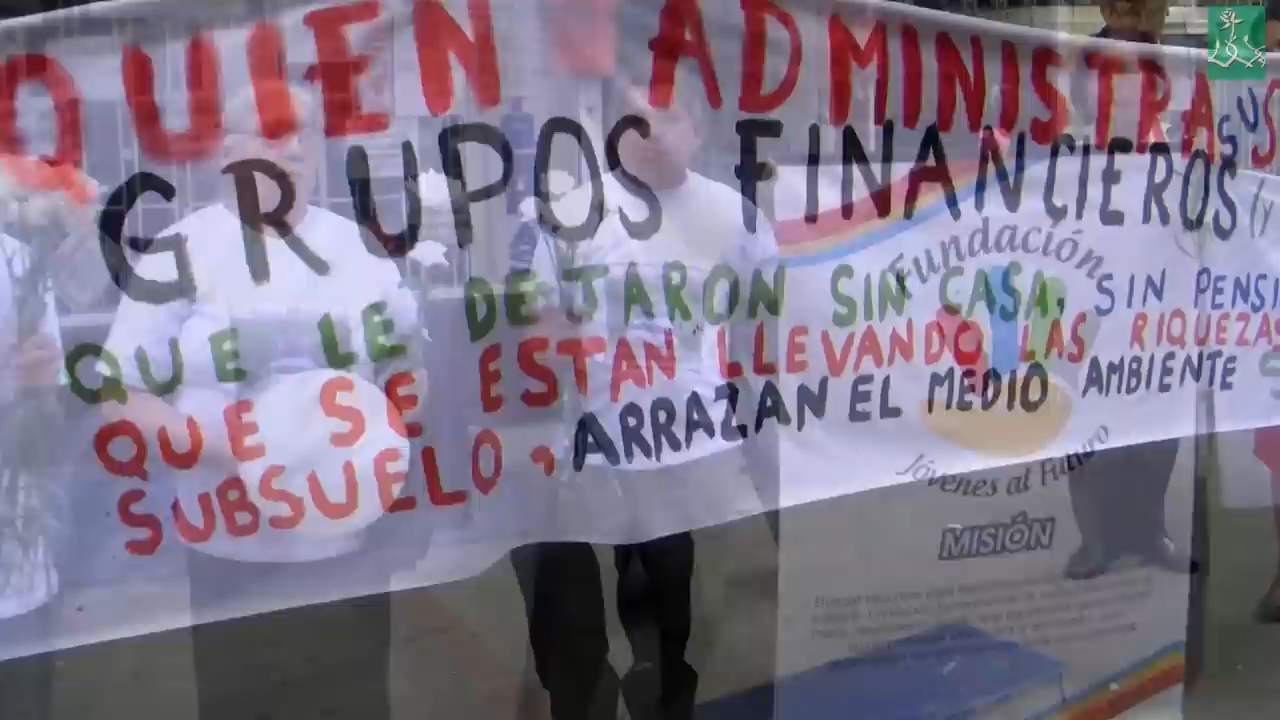 QUIEN ADMINISTRA SUS
GRUPOS FINANCIEROS (Y
QUE LE DEJARON SIN CASA, SIN PENSI
QUE SE ESTAN LLEVANDO LAS RIQUEZAS
SUBSUELO, ARRAZAN EL MEDIO AMBIENTE
Fundación
Jóvenes al Futuro
MISIÓN